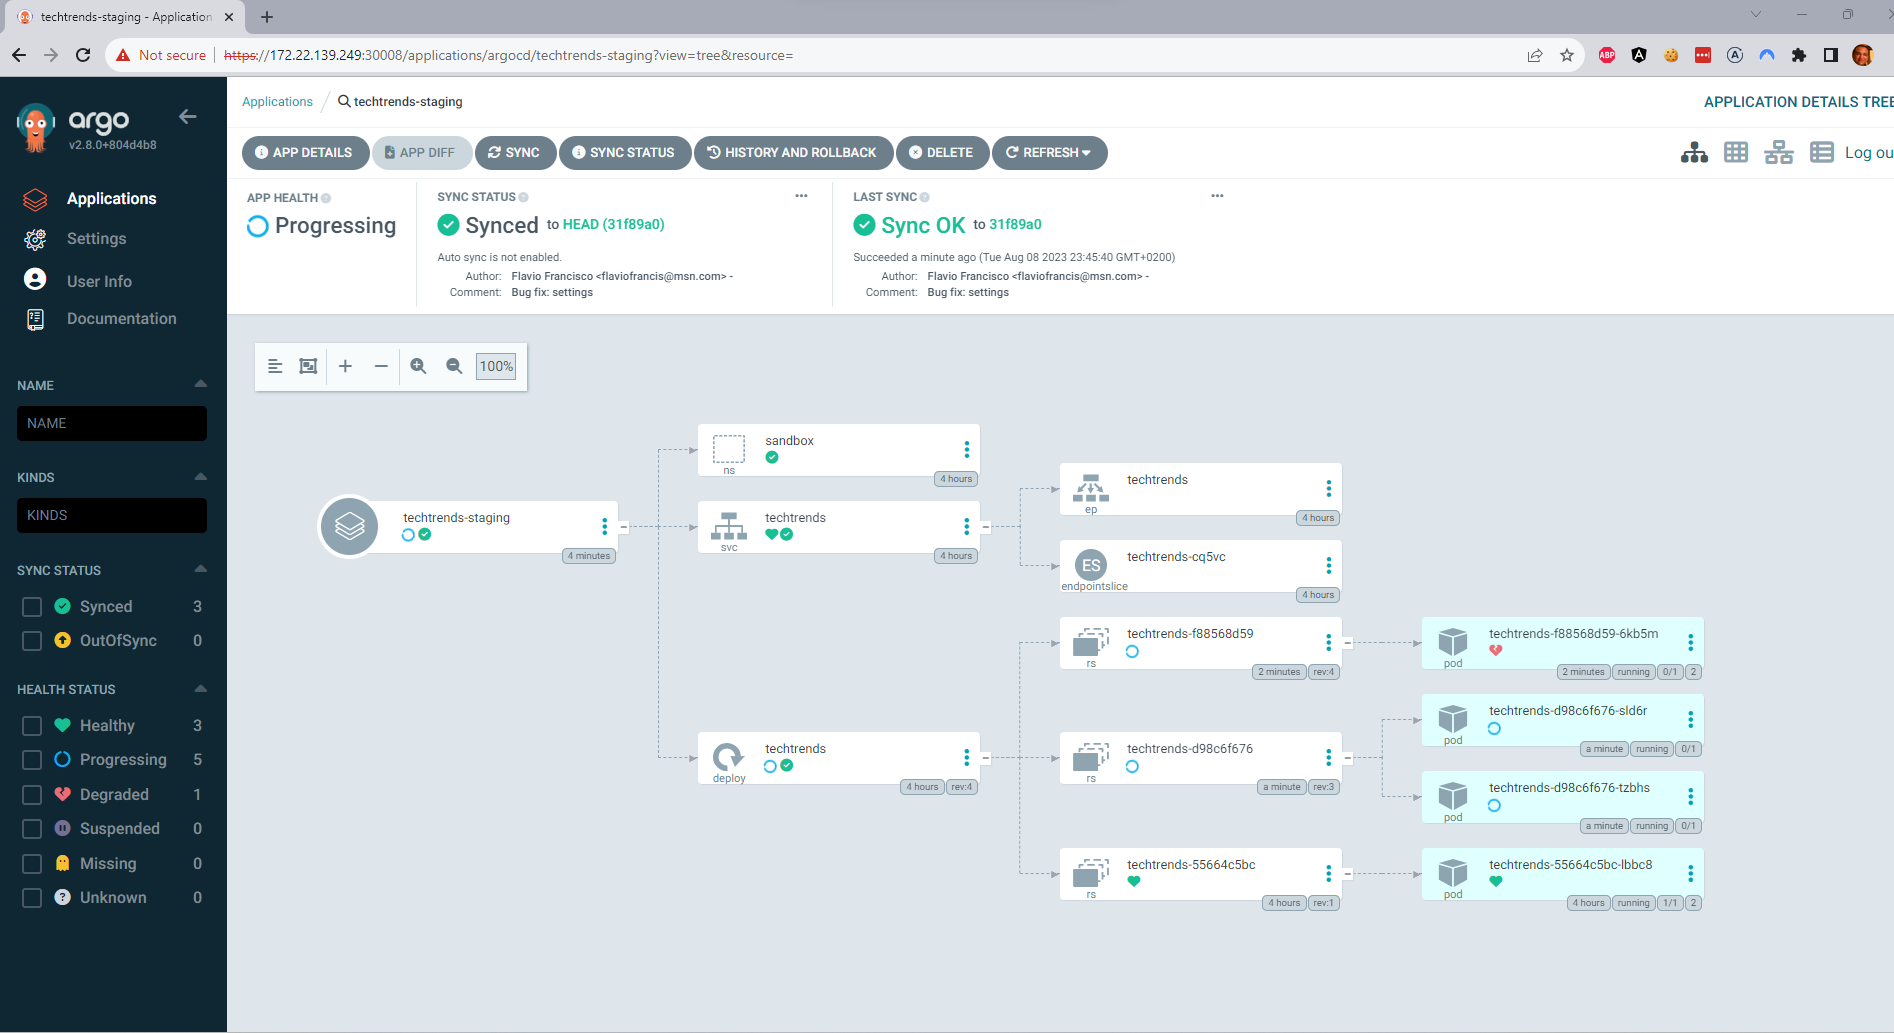 techtrends-staging - Application
Not secure
https://172.22.139.249:30008/applications/argocd/techtrends-staging?view=tree&resource=
ABP
argo
v2.8.0+804d4b8
Applications
Settings
User Info
Documentation
NAME
NAME
KINDS
KINDS
SYNC STATUS
Synced 3
OutOfSync 0
HEALTH STATUS
Healthy 3
Progressing 5
Degraded 1
Suspended 0
Missing 0
Unknown 0
Applications / techtrends-staging
APPLICATION DETAILS TREE
APP DETAILS
APP DIFF
SYNC
SYNC STATUS
HISTORY AND ROLLBACK
DELETE
REFRESH
Log ou
APP HEALTH
Progressing
SYNC STATUS
Synced to HEAD (31f89a0)
Auto sync is not enabled.
Author: Flavio Francisco <flaviofrancis@msn.com> -
Comment: Bug fix: settings
LAST SYNC
Sync OK to 31f89a0
Succeeded a minute ago (Tue Aug 08 2023 23:45:40 GMT+0200)
Author: Flavio Francisco <flaviofrancis@msn.com> -
Comment: Bug fix: settings
100%
techtrends-staging
4 minutes
sandbox
ns
4 hours
techtrends
svc
4 hours
techtrends
deploy
4 hours rev:4
techtrends
ep
4 hours
ES
techtrends-cq5vc
endpointslice
4 hours
techtrends-f88568d59
rs
2 minutes rev:4
techtrends-d98c6f676
rs
a minute rev:3
techtrends-55664c5bc
rs
4 hours rev:1
techtrends-f88568d59-6kb5m
pod
2 minutes running 0/1 2
techtrends-d98c6f676-sld6r
pod
a minute running 0/1
techtrends-d98c6f676-tzbhs
pod
a minute running 0/1
techtrends-55664c5bc-lbbc8
pod
4 hours running 1/1 2